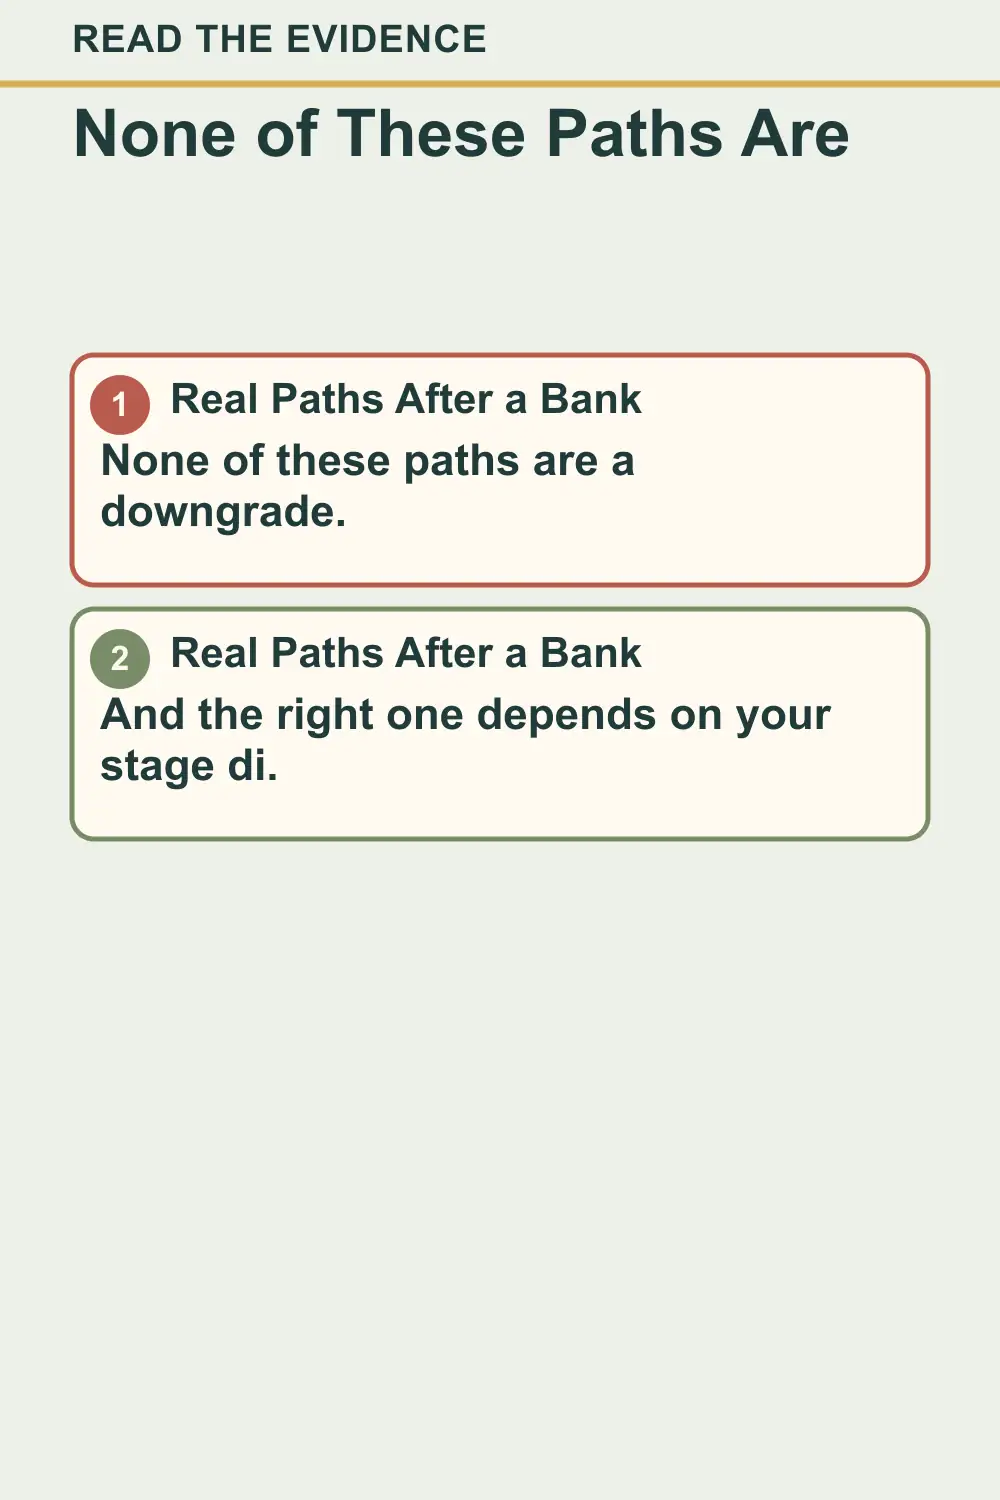 READ THE EVIDENCE
None of These Paths Are
1 Real Paths After a Bank
None of these paths are a
downgrade.
2 Real Paths After a Bank
And the right one depends on your
stage di.